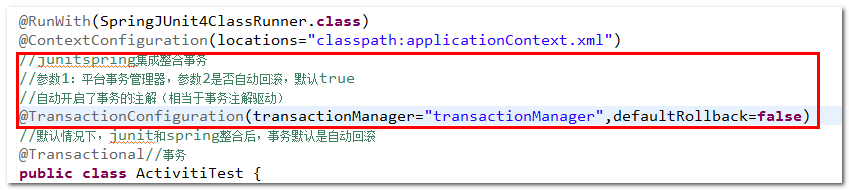 @RunWith(SpringJUnit4ClassRunner.class)
@ContextConfiguration(locations="classpath:applicationContext.xml")
//junitspring集成整合事务
//参数1：平台事务管理器，参数2是否自动回滚，默认true
//自动开启了事务的注解（相当于事务注解驱动）
@TransactionConfiguration(transactionManager="transactionManager",defaultRollback=false)
//默认情况下，junit和spring整合后，事务默认是自动回滚
@Transactional//事务
public class ActivitiTest {